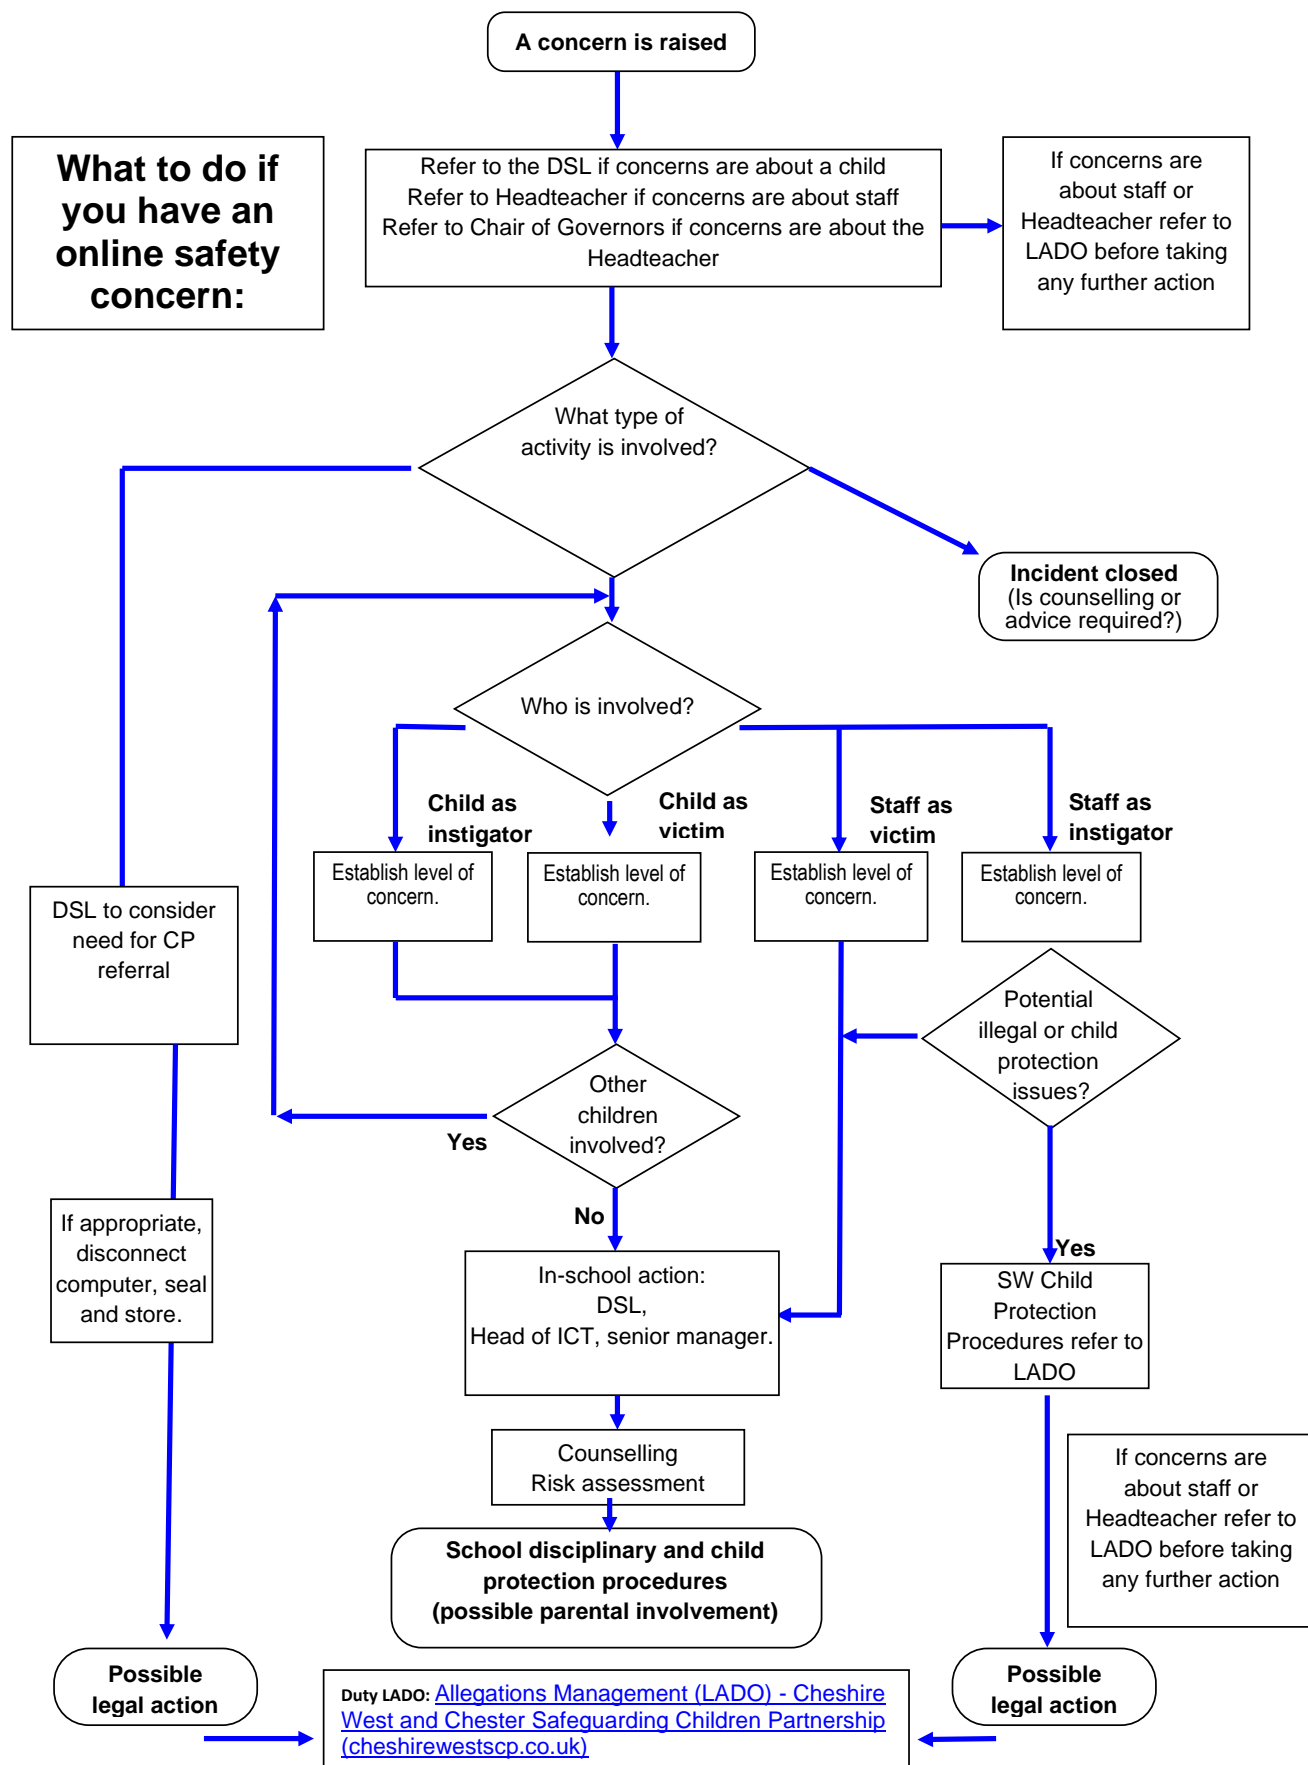 A concern is raised
What to do if
you have an
online safety
concern:
Refer to the DSL if concerns are about a child
Refer to Headteacher if concerns are about staff
Refer to Chair of Governors if concerns are about the
Headteacher
If concerns are
about staff or
Headteacher refer to
LADO before taking
any further action
What type of
activity is involved?
Incident closed
(Is counselling or
advice required?)
Who is involved?
Child as
instigator
Child as
victim
Staff as
victim
Staff as
instigator
Establish level of
concern.
Establish level of
concern.
Establish level of
concern.
Establish level of
concern.
DSL to consider
need for CP
referral
Potential
illegal or child
protection
issues?
Other
children
involved?
Yes
No
If appropriate,
disconnect
computer, seal
and store.
In-school action:
DSL,
Head of ICT, senior manager.
Yes
SW Child
Protection
Procedures refer to
LADO
Counselling
Risk assessment
If concerns are
about staff or
Headteacher refer to
LADO before taking
any further action
School disciplinary and child
protection procedures
(possible parental involvement)
Possible
legal action
Possible
legal action
Duty LADO: Allegations Management (LADO) - Cheshire
West and Chester Safeguarding Children Partnership
(cheshirewestscp.co.uk)